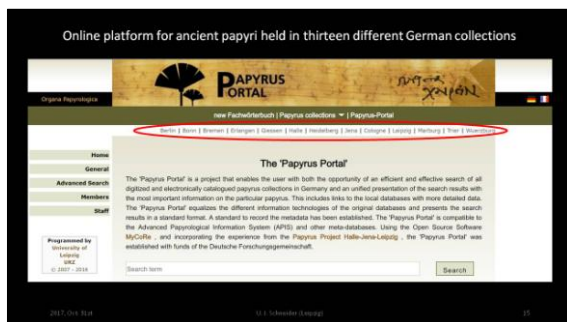 Online platform for ancient papyri held in thirteen different German collections
PAPYRUS
PORTAL
Organa Papyrologica
new Fachwörterbuch | Papyrus collections | Papyrus-Portal
Berlin | Bonn | Bremen | Erlangen | Giessen | Halle | Heidelberg | Jena | Cologne | Leipzig | Marburg | Trier | Wuerzburg
Home
General
Advanced Search
Members
Staff
Programmed by
University of
Leipzig
URZ
© 2007 - 2016
The 'Papyrus Portal'
The 'Papyrus Portal' is a project that enables the user with both the opportunity of an efficient and effective search of all
digitized and electronically catalogued papyrus collections in Germany and an unified presentation of the search results with
the most important information on the particular papyrus. This includes links to the local databases with more detailed data.
The 'Papyrus Portal' equalizes the different information technologies of the original databases and presents the search
results in a standard format. A standard to record the metadata has been established. The 'Papyrus Portal' is compatible to
the Advanced Papyrological Information System (APIS) and other meta-databases. Using the Open Source Software
MyCoRe , and incorporating the experience from the Papyrus Project Halle-Jena-Leipzig , the 'Papyrus Portal' was
established with funds of the Deutsche Forschungsgemeinschaft.
Search term
Search
2017, Oct 31st
U. J. Schneider (Leipzig)
15